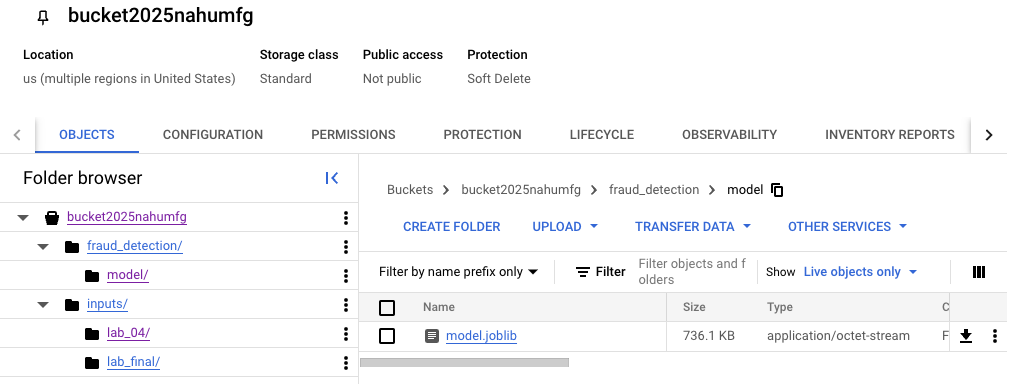 bucket2025nahumfg
Location Storage class Public access Protection
us (multiple regions in United States) Standard Not public Soft Delete
OBJECTS CONFIGURATION PERMISSIONS PROTECTION LIFECYCLE OBSERVABILITY INVENTORY REPORTS
Folder browser
bucket2025nahumfg
fraud_detection/
model/
inputs/
lab_04/
lab_final/
Buckets > bucket2025nahumfg > fraud_detection > model
CREATE FOLDER UPLOAD TRANSFER DATA OTHER SERVICES
Filter by name prefix only Filter Filter objects and f
olders
Show Live objects only
Name Size Type C
model.joblib 736.1 KB application/octet-stream F